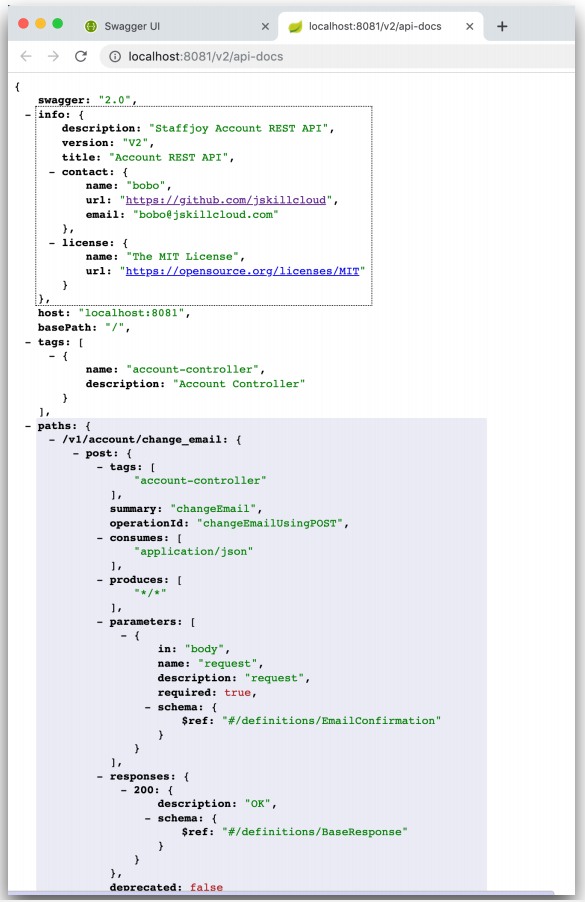 Swagger UI
localhost:8081/v2/api-docs
localhost:8081/v2/api-docs
{
swagger: "2.0",
- info: {
description: "Staffjoy Account REST API",
version: "V2",
title: "Account REST API",
- contact: {
name: "bobo",
url: "https://github.com/jskillcloud",
email: "bobo@jskillcloud.com"
},
- license: {
name: "The MIT License",
url: "https://opensource.org/licenses/MIT"
}
},
host: "localhost:8081",
basePath: "/",
- tags: [
- {
name: "account-controller",
description: "Account Controller"
}
],
- paths: {
- /v1/account/change_email: {
- post: {
- tags: [
"account-controller"
],
summary: "changeEmail",
operationId: "changeEmailUsingPOST",
- consumes: [
"application/json"
],
- produces: [
"*/*"
],
- parameters: [
- {
in: "body",
name: "request",
description: "request",
required: true,
- schema: {
$ref: "#/definitions/EmailConfirmation"
}
}
],
- responses: {
- 200: {
description: "OK",
- schema: {
$ref: "#/definitions/BaseResponse"
}
}
},
deprecated: false